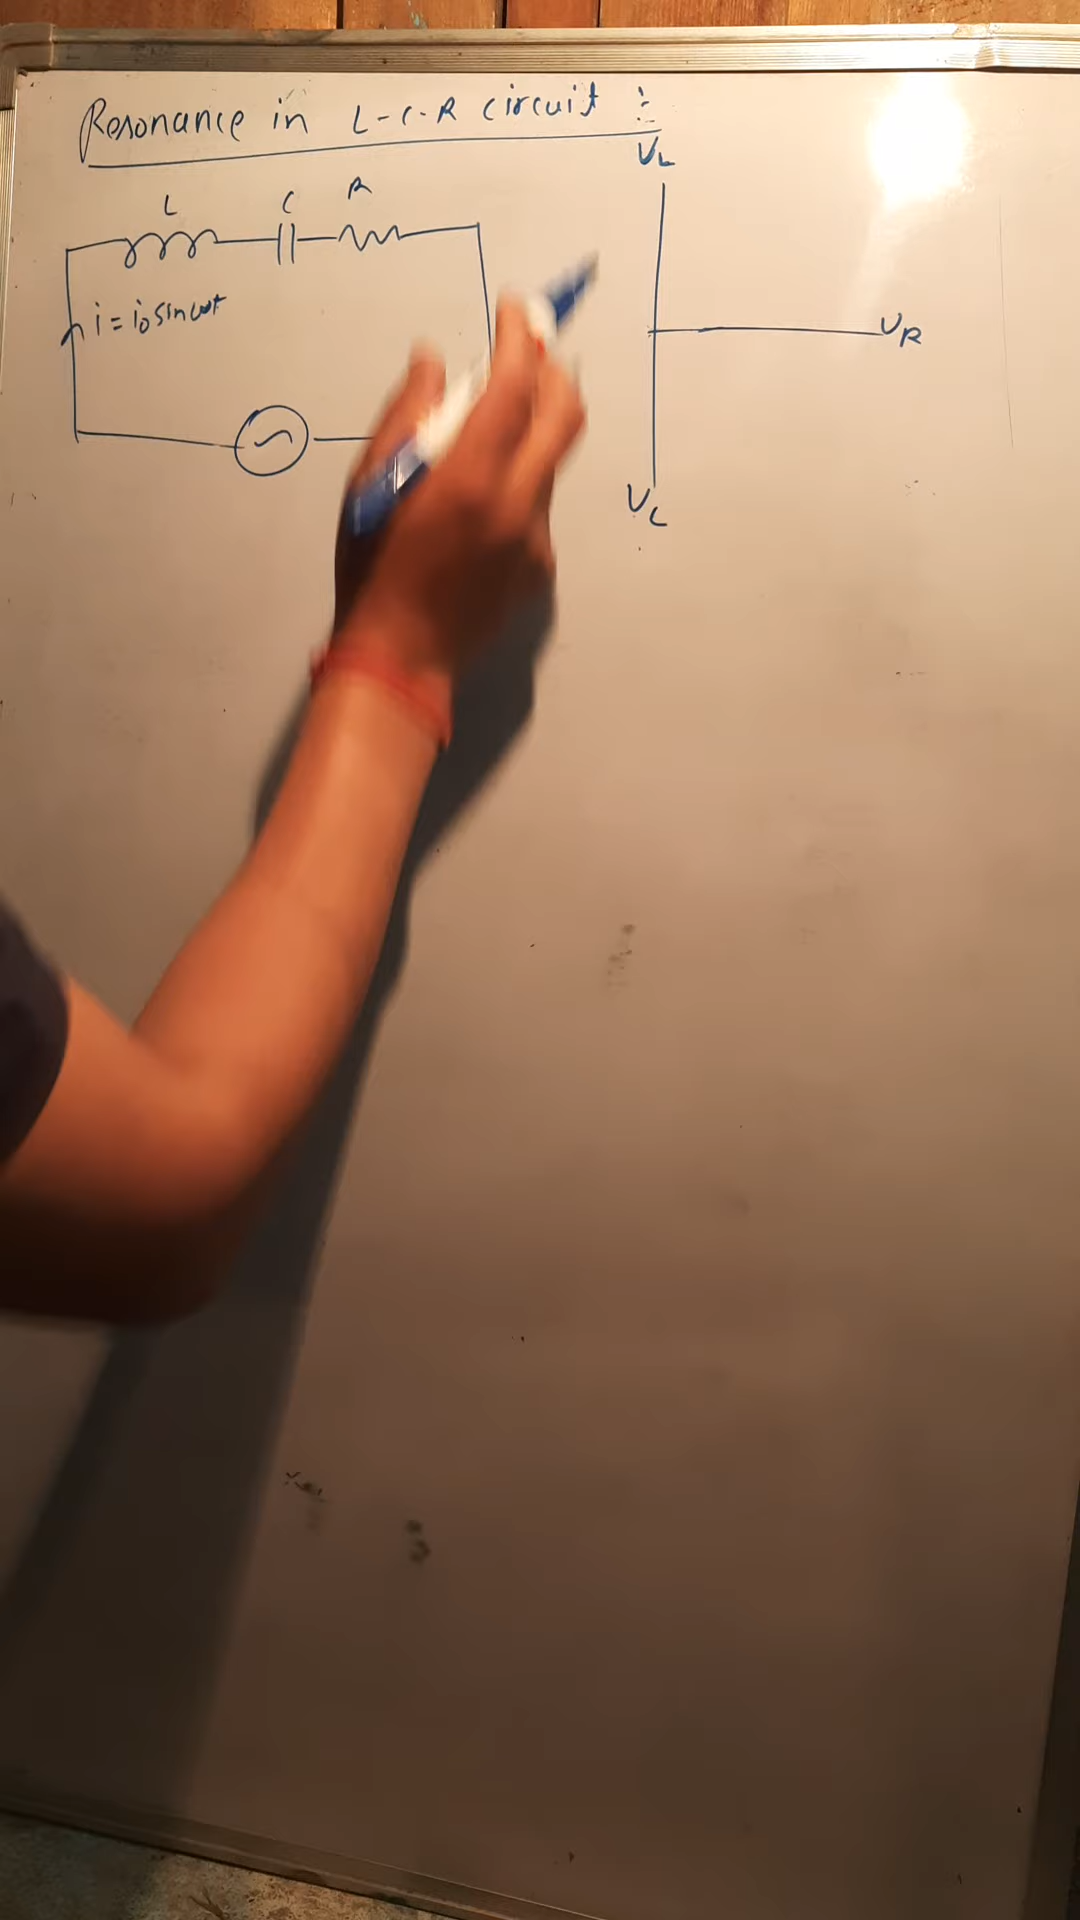 Resonance in L-C-R circuit :-
L C R
i = i₀ sin ωt
V_L
V_R
V_C